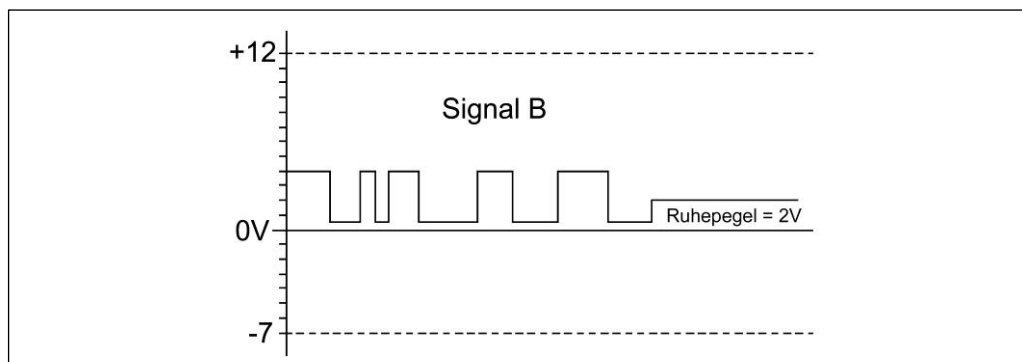 +12
Signal B
Ruhepegel = 2V
0V
-7